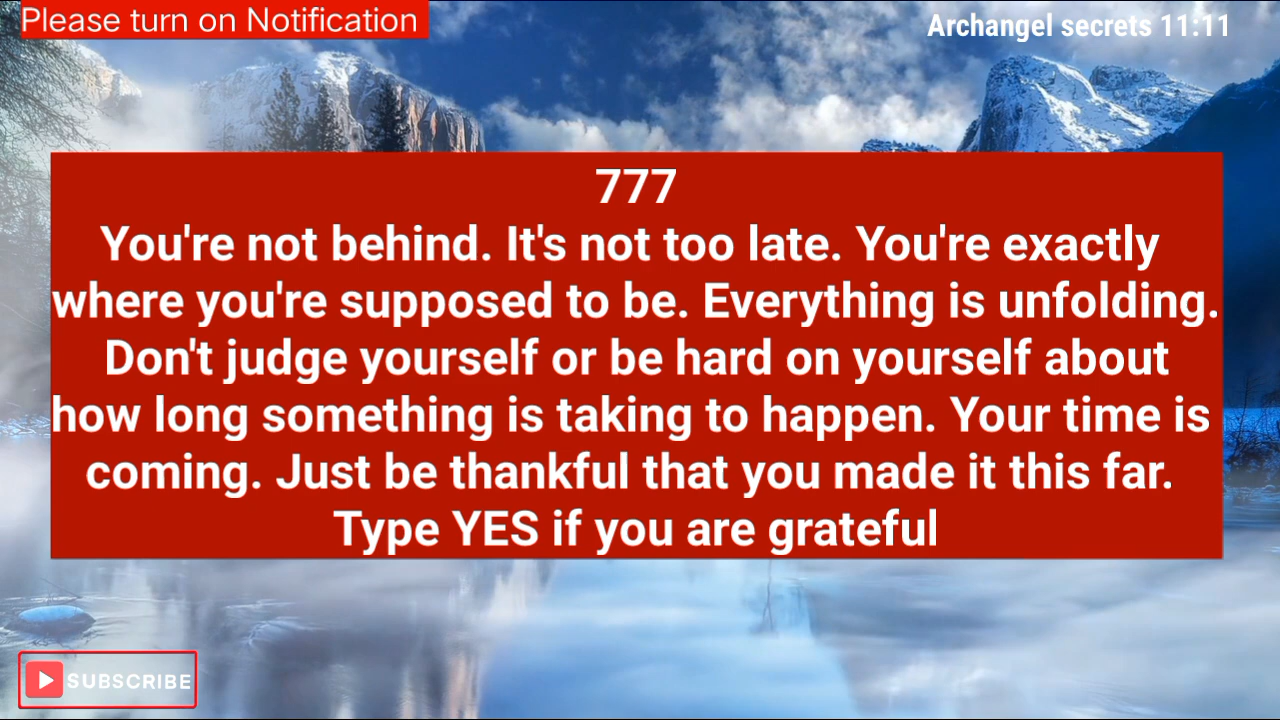 Please turn on Notification
Archangel secrets 11:11
777
You're not behind. It's not too late. You're exactly
where you're supposed to be. Everything is unfolding.
Don't judge yourself or be hard on yourself about
how long something is taking to happen. Your time is
coming. Just be thankful that you made it this far.
Type YES if you are grateful
SUBSCRIBE